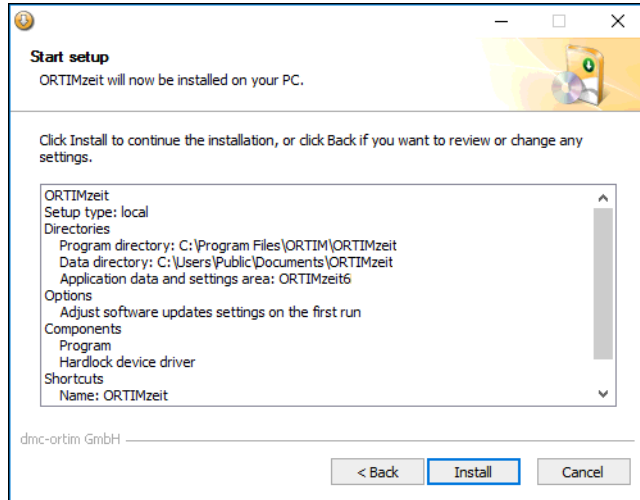 Start setup
ORTIMzeit will now be installed on your PC.
Click Install to continue the installation, or click Back if you want to review or change any
settings.
ORTIMzeit
Setup type: local
Directories
Program directory: C:\Program Files\ORTIM\ORTIMzeit
Data directory: C:\Users\Public\Documents\ORTIMzeit
Application data and settings area: ORTIMzeit6
Options
Adjust software updates settings on the first run
Components
Program
Hardlock device driver
Shortcuts
Name: ORTIMzeit
dmc-ortim GmbH
< Back Install Cancel